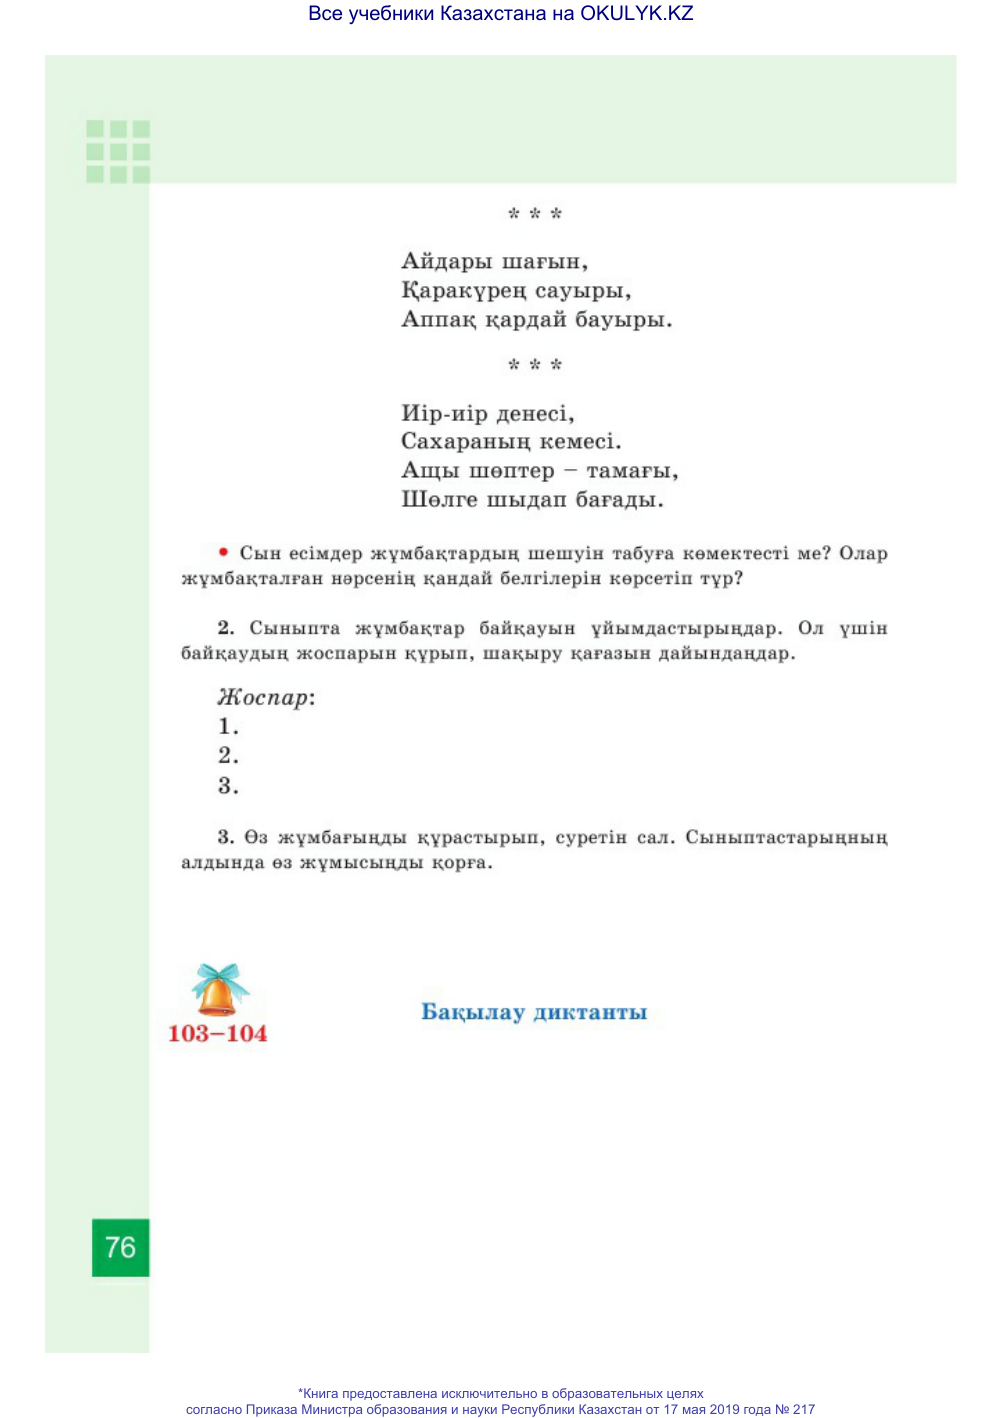 Все учебники Казахстана на OKULYK.KZ
* * *
Айдары шағын,
Қаракүрең сауыры,
Аппақ қардай бауыры.
* * *
Иір-иір денесі,
Сахараның кемесі.
Ащы шөптер – тамағы,
Шөлге шыдап бағады.
• Сын есімдер жұмбақтардың шешуін табуға көмектесті ме? Олар
жұмбақталған нәрсенің қандай белгілерін көрсетіп тұр?
2. Сыныпта жұмбақтар байқауын ұйымдастырыңдар. Ол үшін
байқаудың жоспарын құрып, шақыру қағазын дайындаңдар.
Жоспар:
1.
2.
3.
3. Өз жұмбағыңды құрастырып, суретін сал. Сыныптастарыңның
алдында өз жұмысыңды қорға.
103–104
Бақылау диктанты
76
*Книга предоставлена исключительно в образовательных целях
согласно Приказа Министра образования и науки Республики Казахстан от 17 мая 2019 года № 217